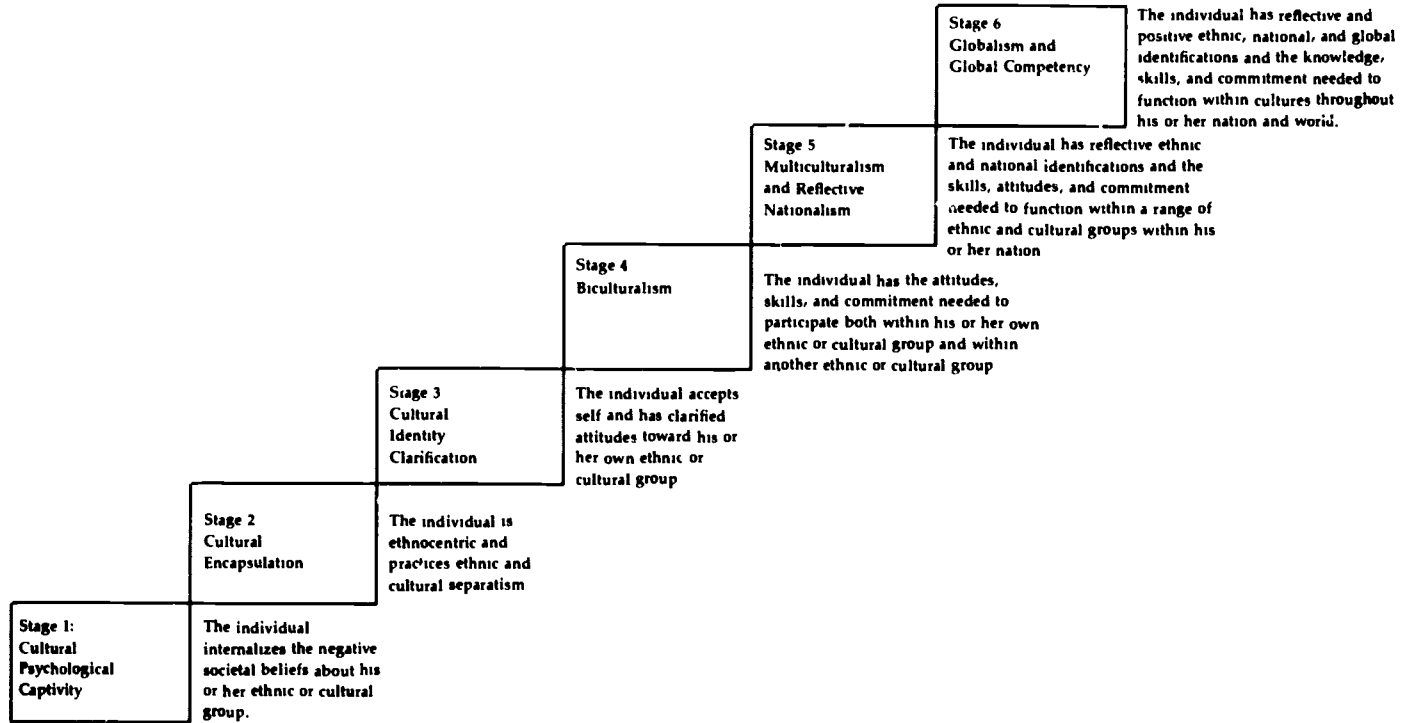 Stage 6
Globalism and
Global Competency
The individual has reflective and
positive ethnic, national, and global
identifications and the knowledge,
skills, and commitment needed to
function within cultures throughout
his or her nation and world.
Stage 5
Multiculturalism
and Reflective
Nationalism
The individual has reflective ethnic
and national identifications and the
skills, attitudes, and commitment
needed to function within a range of
ethnic and cultural groups within his
or her nation
Stage 4
Biculturalism
The individual has the attitudes,
skills, and commitment needed to
participate both within his or her own
ethnic or cultural group and within
another ethnic or cultural group
Stage 3
Cultural
Identity
Clarification
The individual accepts
self and has clarified
attitudes toward his or
her own ethnic or
cultural group
Stage 2
Cultural
Encapsulation
The individual is
ethnocentric and
practices ethnic and
cultural separatism
Stage 1:
Cultural
Psychological
Captivity
The individual
internalizes the negative
societal beliefs about his
or her ethnic or cultural
group.